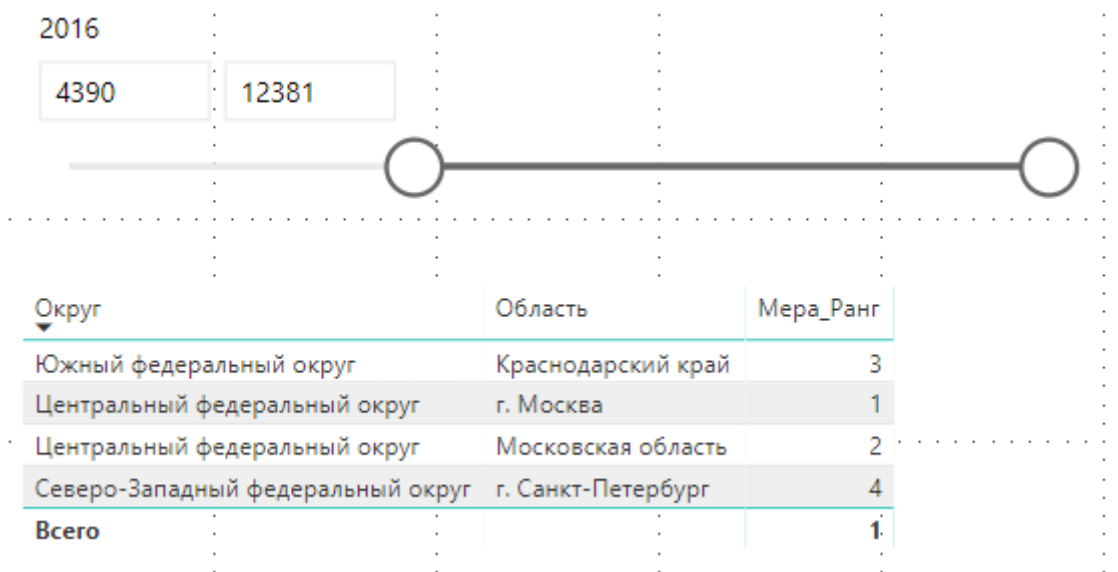 2016
4390 12381
Округ Область Мера_Ранг
Южный федеральный округ Краснодарский край 3
Центральный федеральный округ г. Москва 1
Центральный федеральный округ Московская область 2
Северо-Западный федеральный округ г. Санкт-Петербург 4
Всего 1